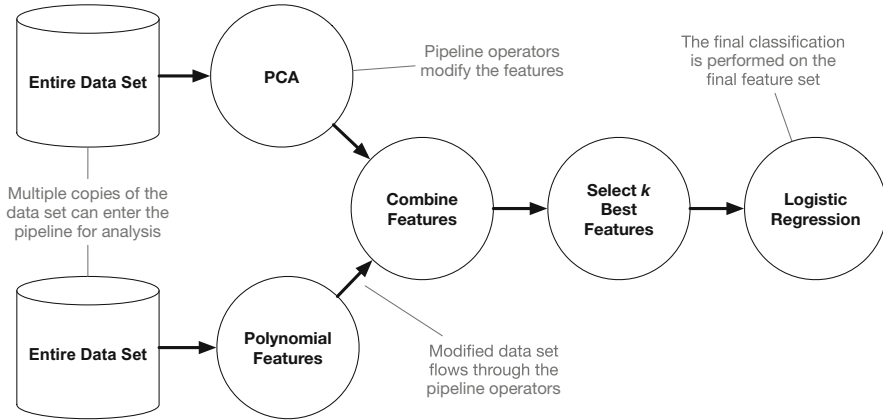 Entire Data Set
PCA
Pipeline operators
modify the features
The final classification
is performed on the
final feature set
Multiple copies of the
data set can enter the
pipeline for analysis
Combine
Features
Select k
Best
Features
Logistic
Regression
Entire Data Set
Polynomial
Features
Modified data set
flows through the
pipeline operators